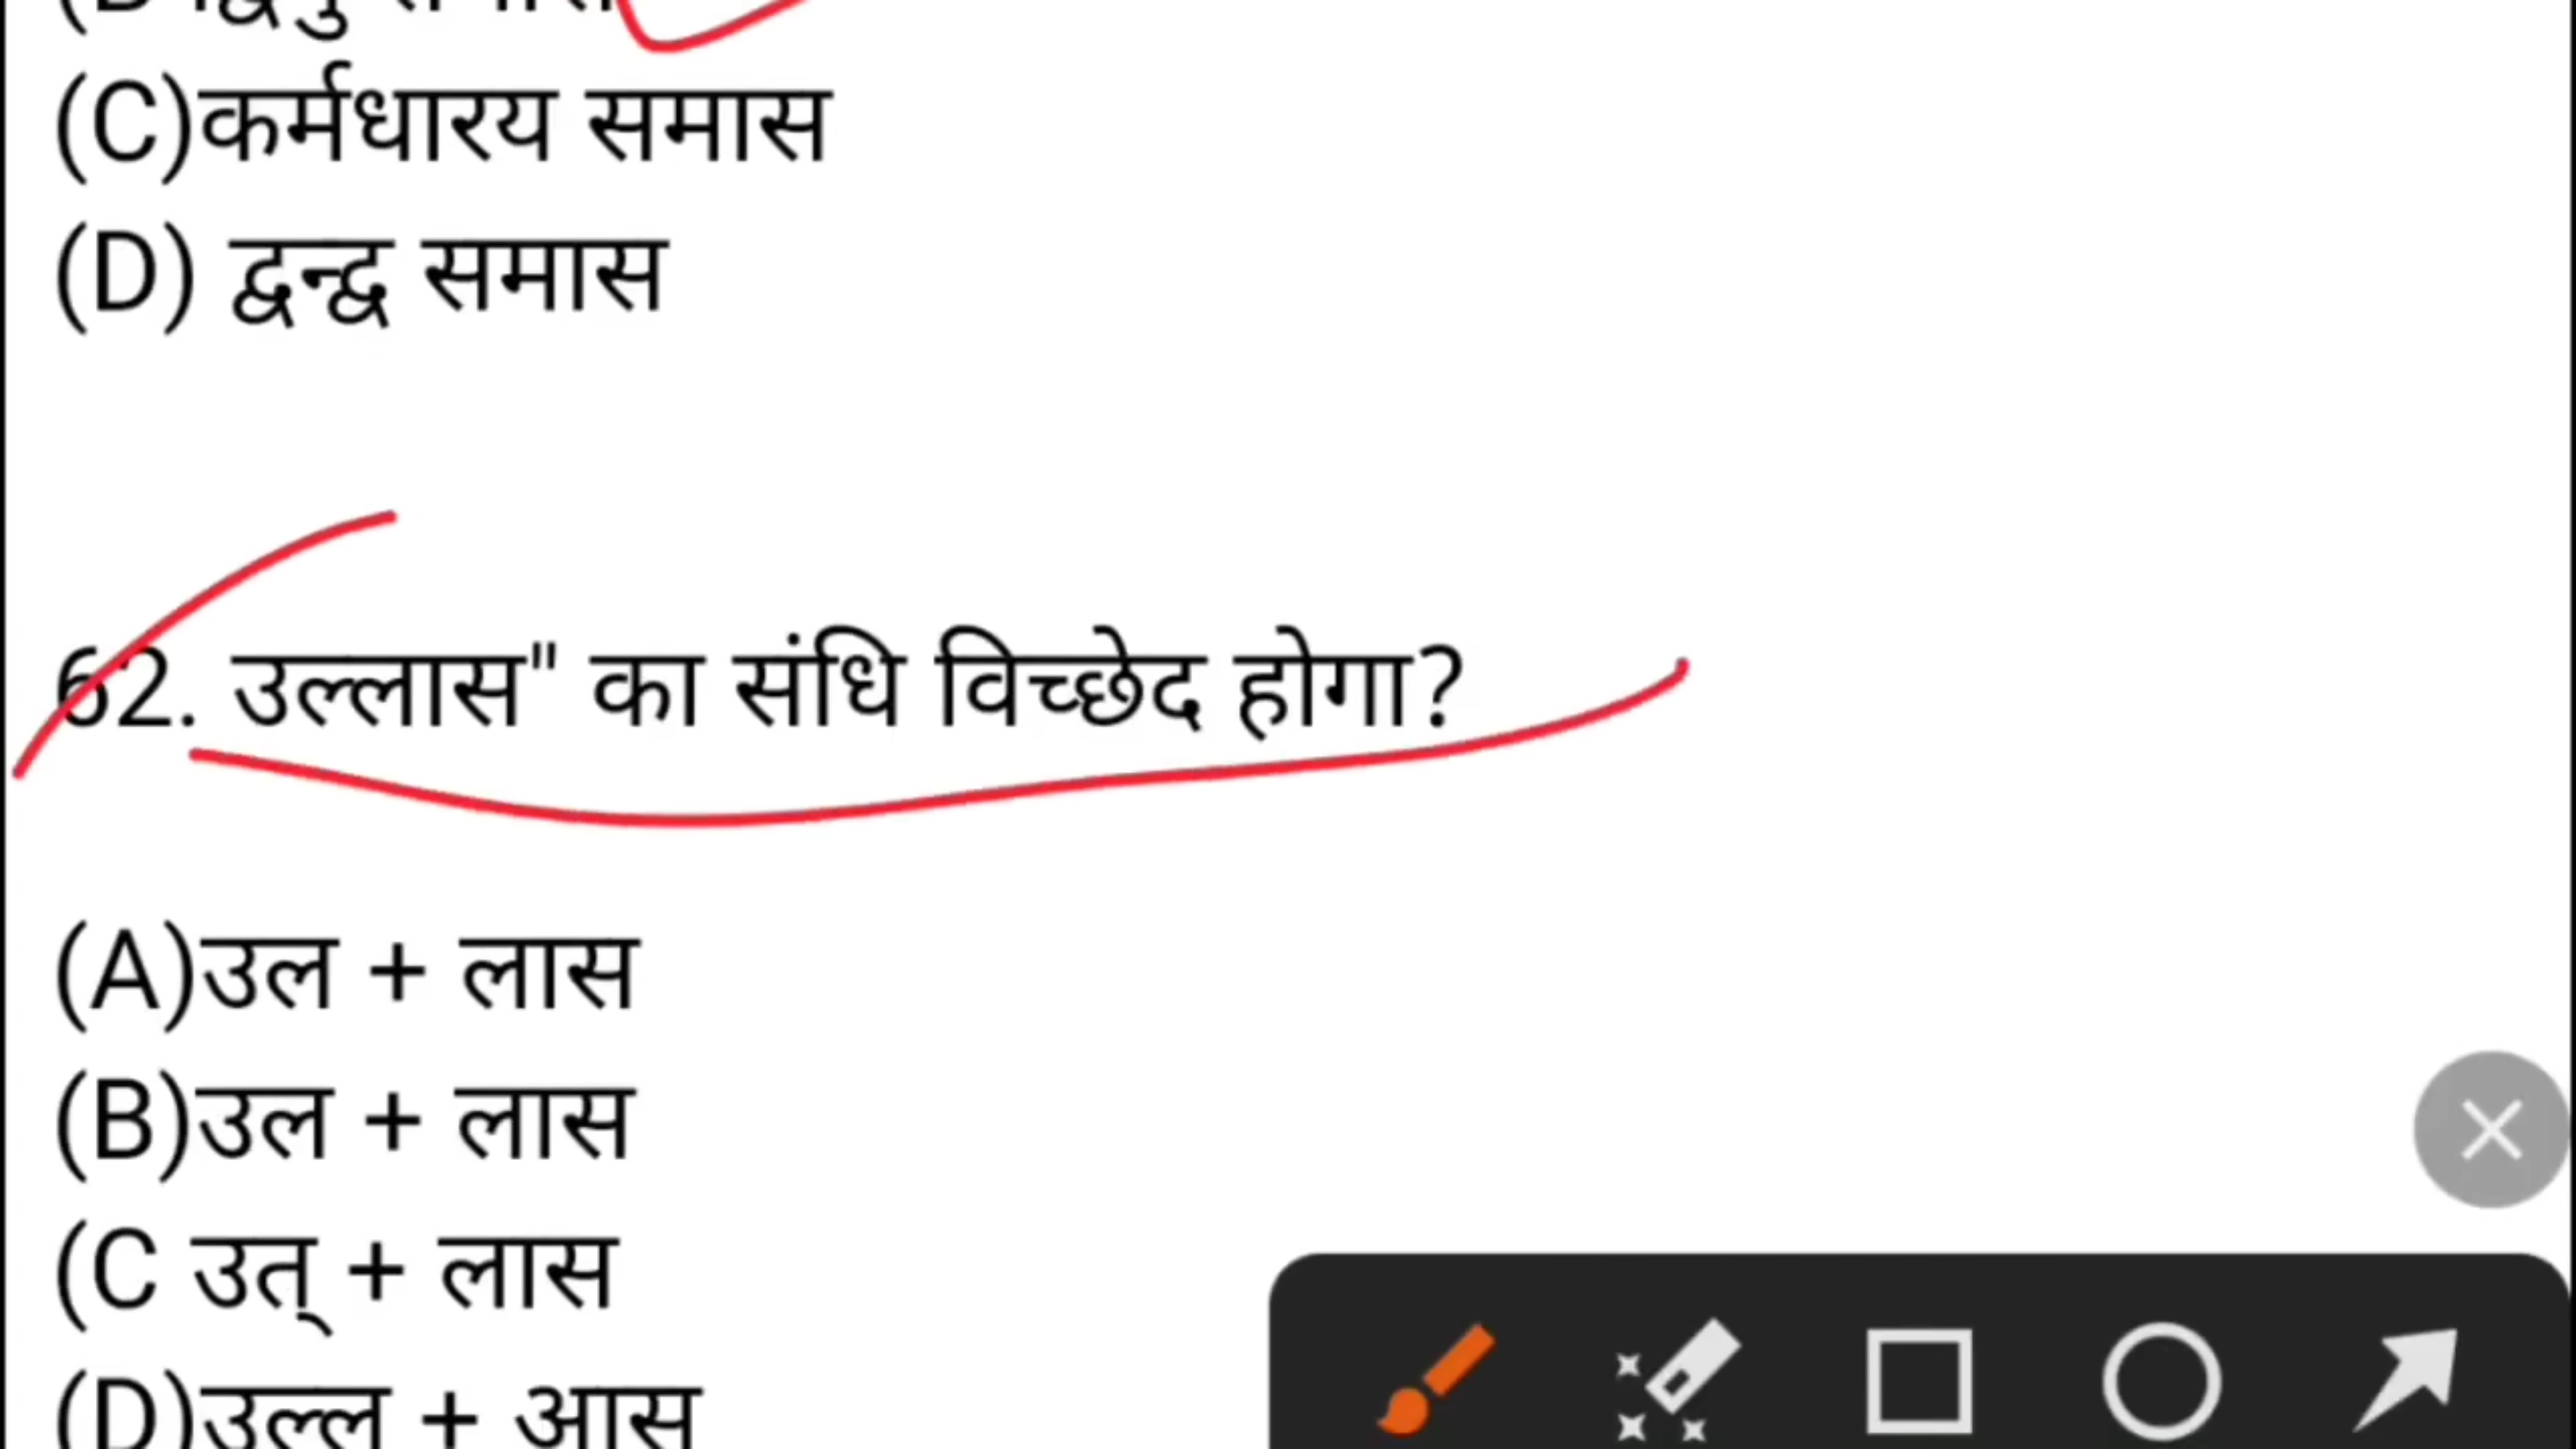 (C)कर्मधारय समास
(D) द्वन्द्व समास
62. उल्लास" का संधि विच्छेद होगा?
(A)उल + लास
(B)उल + लास
(C उत् + लास
(D)उल्ल + आस